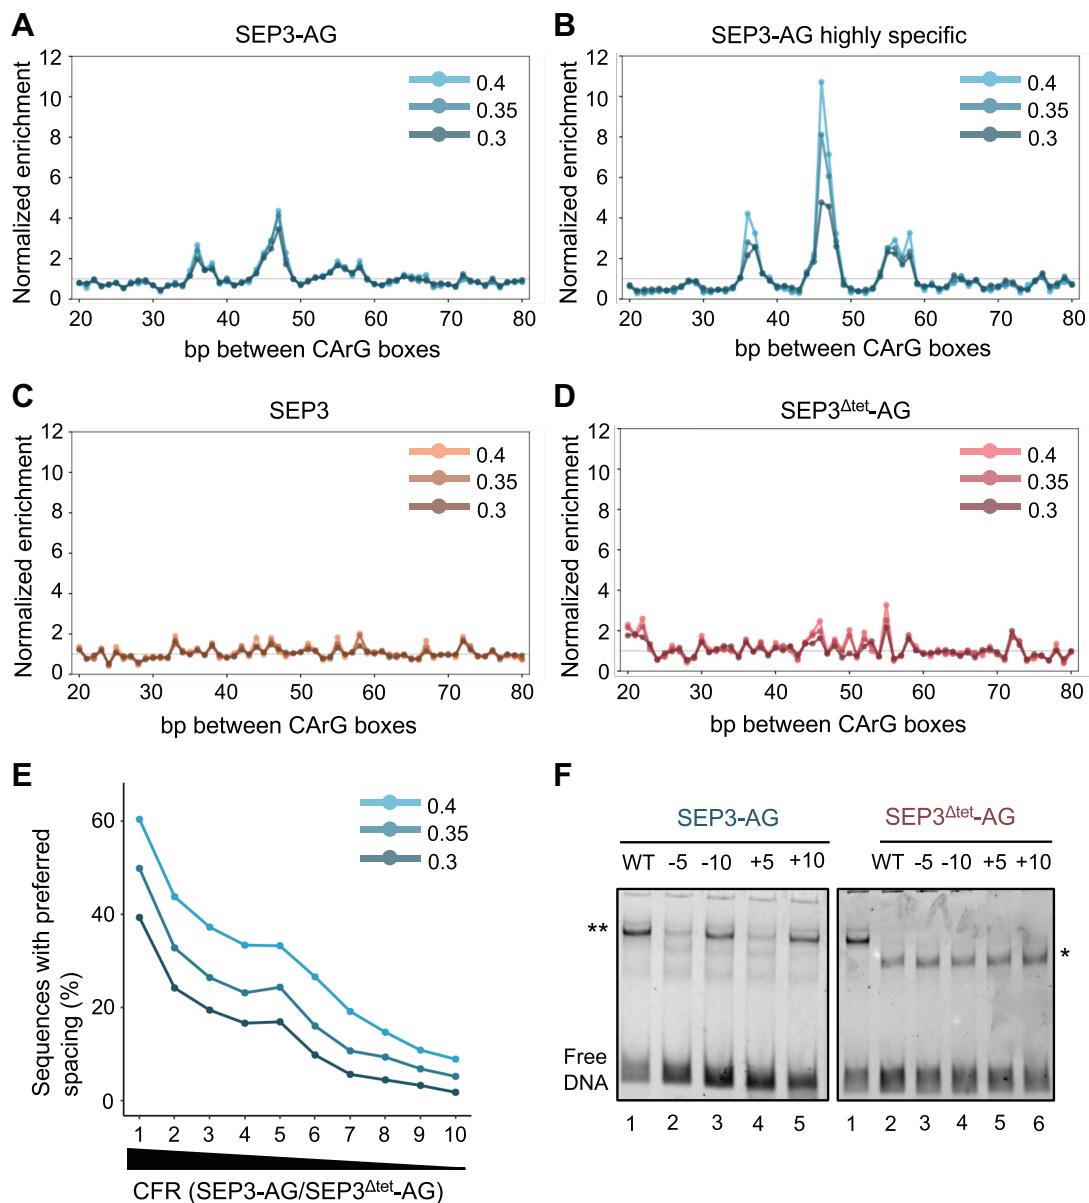 A
SEP3-AG
Normalized enrichment
12
10
8
6
4
2
0
0.4
0.35
0.3
20 30 40 50 60 70 80
bp between CArG boxes
B
SEP3-AG highly specific
Normalized enrichment
12
10
8
6
4
2
0
0.4
0.35
0.3
20 30 40 50 60 70 80
bp between CArG boxes
C
SEP3
Normalized enrichment
12
10
8
6
4
2
0
0.4
0.35
0.3
20 30 40 50 60 70 80
bp between CArG boxes
D
SEP3Δtet-AG
Normalized enrichment
12
10
8
6
4
2
0
0.4
0.35
0.3
20 30 40 50 60 70 80
bp between CArG boxes
E
Sequences with preferred
spacing (%)
60
40
20
0
0.4
0.35
0.3
1 2 3 4 5 6 7 8 9 10
CFR (SEP3-AG/SEP3Δtet-AG)
F
SEP3-AG
WT -5 -10 +5 +10
**
Free
DNA
1 2 3 4 5
SEP3Δtet-AG
WT -5 -10 +5 +10
*
1 2 3 4 5 6